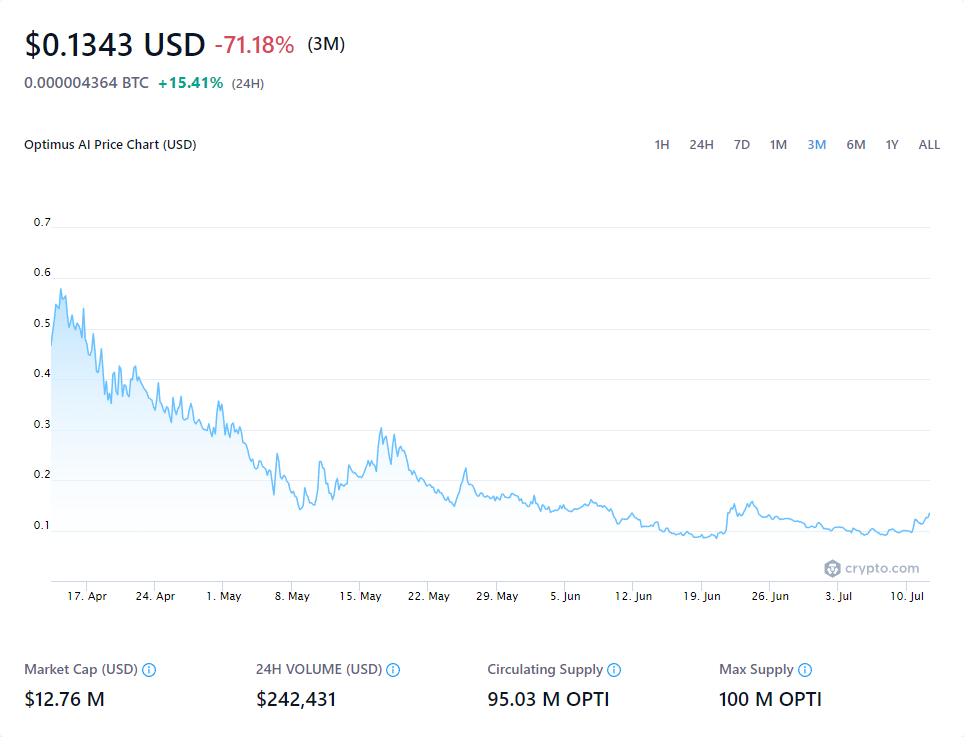 $0.1343 USD -71.18% (3M)
0.000004364 BTC +15.41% (24H)
Optimus AI Price Chart (USD) 1H 24H 7D 1M 3M 6M 1Y ALL
0.7
0.6
0.5
0.4
0.3
0.2
0.1
crypto.com
17. Apr 24. Apr 1. May 8. May 15. May 22. May 29. May 5. Jun 12. Jun 19. Jun 26. Jun 3. Jul 10. Jul
Market Cap (USD) 24H VOLUME (USD) Circulating Supply Max Supply
$12.76 M $242,431 95.03 M OPTI 100 M OPTI